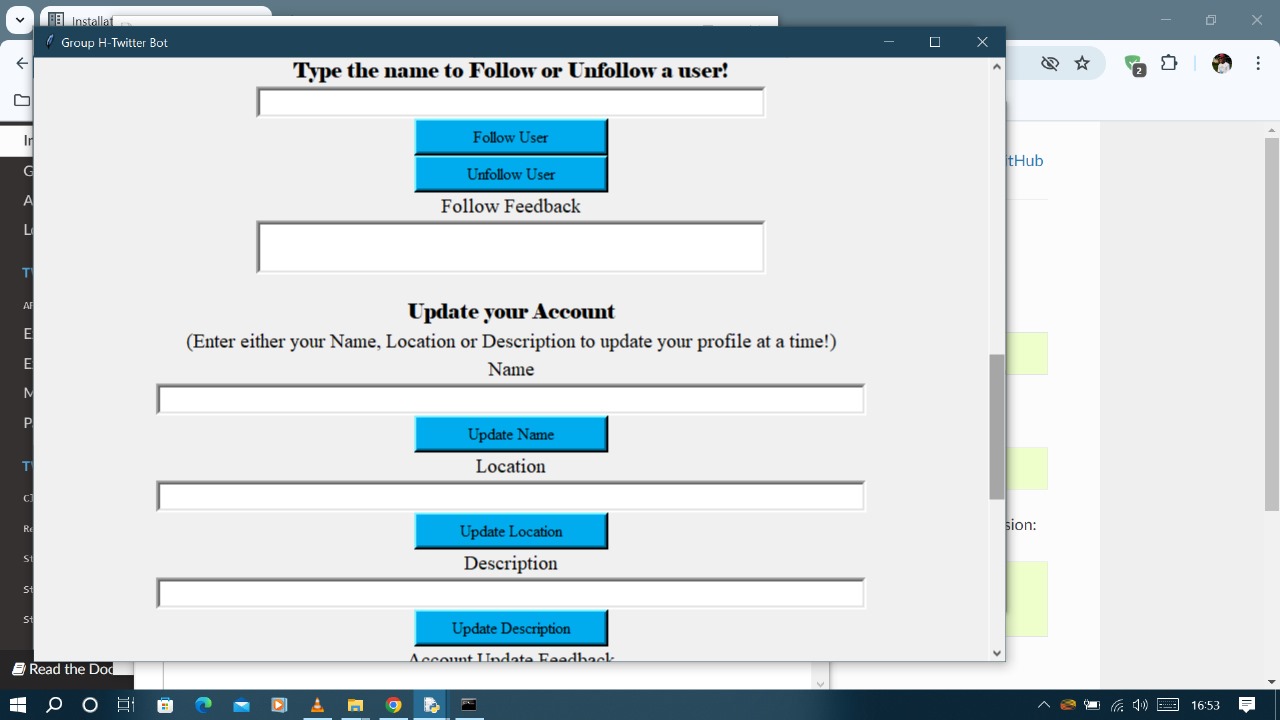 Installat
Group H-Twitter Bot
2
Type the name to Follow or Unfollow a user!
Follow User
Unfollow User
Follow Feedback
Update your Account
(Enter either your Name, Location or Description to update your profile at a time!)
Name
Update Name
Location
Update Location
Description
Update Description
Account Update Feedback
itHub
sion:
Read the Doc
16:53